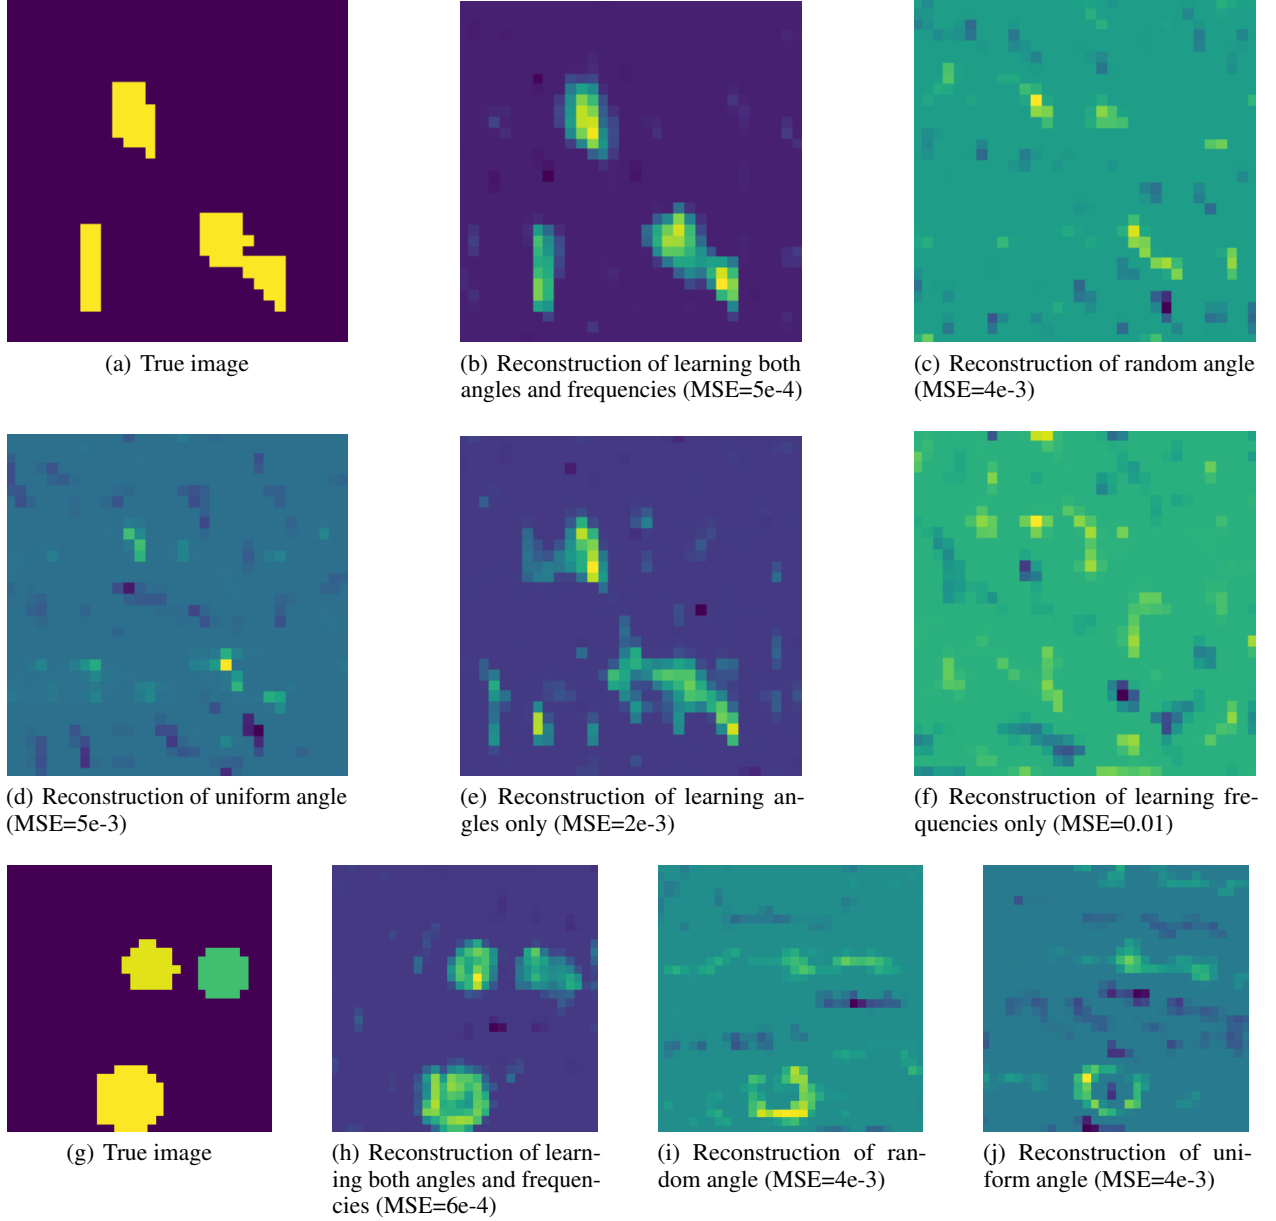 (a) True image
(b) Reconstruction of learning both
angles and frequencies (MSE=5e-4)
(c) Reconstruction of random angle
(MSE=4e-3)
(d) Reconstruction of uniform angle
(MSE=5e-3)
(e) Reconstruction of learning an-
gles only (MSE=2e-3)
(f) Reconstruction of learning fre-
quencies only (MSE=0.01)
(g) True image
(h) Reconstruction of learn-
ing both angles and frequen-
cies (MSE=6e-4)
(i) Reconstruction of ran-
dom angle (MSE=4e-3)
(j) Reconstruction of uni-
form angle (MSE=4e-3)